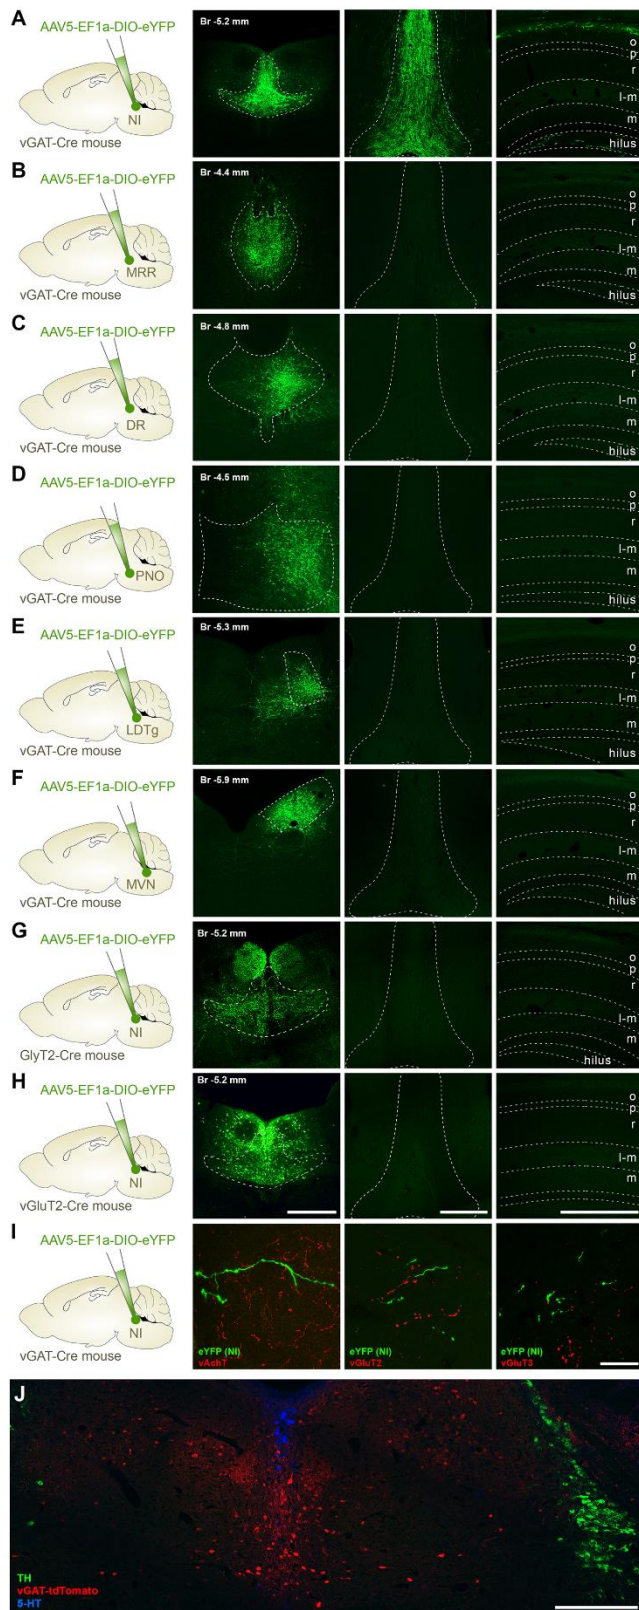 A
AAV5-EF1a-DIO-eYFP
NI
vGAT-Cre mouse
Br -5.2 mm
o
p
r
l-m
m
hilus
B
AAV5-EF1a-DIO-eYFP
MRR
vGAT-Cre mouse
Br -4.4 mm
o
p
r
l-m
m
hilus
C
AAV5-EF1a-DIO-eYFP
DR
vGAT-Cre mouse
Br -4.8 mm
o
p
r
l-m
m
hilus
D
AAV5-EF1a-DIO-eYFP
PNO
vGAT-Cre mouse
Br -4.5 mm
o
p
r
l-m
m
hilus
E
AAV5-EF1a-DIO-eYFP
LDTg
vGAT-Cre mouse
Br -5.3 mm
o
p
r
l-m
m
hilus
F
AAV5-EF1a-DIO-eYFP
MVN
vGAT-Cre mouse
Br -5.9 mm
o
p
r
l-m
m
hilus
G
AAV5-EF1a-DIO-eYFP
NI
GlyT2-Cre mouse
Br -5.2 mm
o
p
r
l-m
m
hilus
H
AAV5-EF1a-DIO-eYFP
NI
vGluT2-Cre mouse
Br -5.2 mm
o
p
r
l-m
m
I
AAV5-EF1a-DIO-eYFP
NI
vGAT-Cre mouse
eYFP (NI)
vAchT
eYFP (NI)
vGluT2
eYFP (NI)
vGluT3
J
TH
vGAT-tdTomato
5-HT